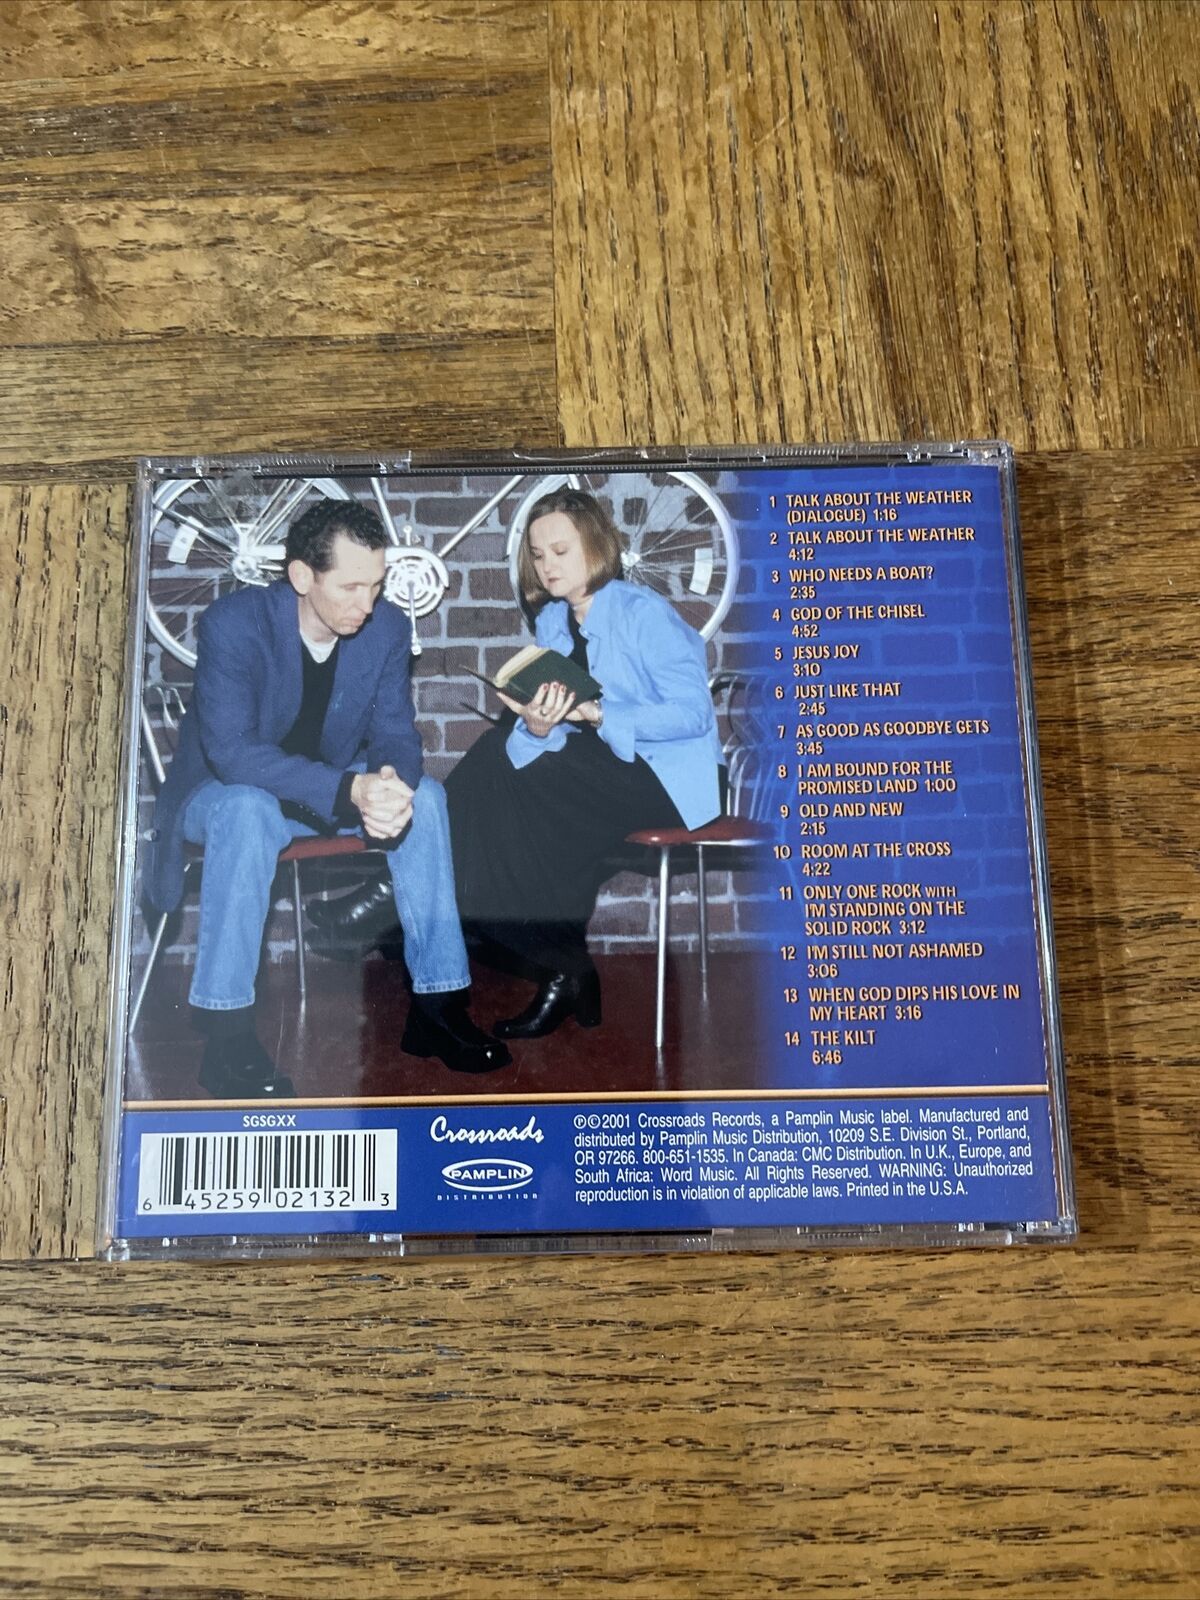 1 TALK ABOUT THE WEATHER
(DIALOGUE) 1:16
2 TALK ABOUT THE WEATHER
4:12
3 WHO NEEDS A BOAT?
2:35
4 GOD OF THE CHISEL
4:52
5 JESUS JOY
3:10
6 JUST LIKE THAT
2:45
7 AS GOOD AS GOODBYE GETS
3:45
8 I AM BOUND FOR THE
PROMISED LAND 1:00
9 OLD AND NEW
2:15
10 ROOM AT THE CROSS
4:22
11 ONLY ONE ROCK WITH
I'M STANDING ON THE
SOLID ROCK 3:12
12 I'M STILL NOT ASHAMED
3:06
13 WHEN GOD DIPS HIS LOVE IN
MY HEART 3:16
14 THE KILT
6:46
SGSGXX
6 45259 02132 3
Crossroads
PAMPLIN
DISTRIBUTION
℗©2001 Crossroads Records, a Pamplin Music label. Manufactured and
distributed by Pamplin Music Distribution, 10209 S.E. Division St., Portland,
OR 97266. 800-651-1535. In Canada: CMC Distribution. In U.K., Europe, and
South Africa: Word Music. All Rights Reserved. WARNING: Unauthorized
reproduction is in violation of applicable laws. Printed in the U.S.A.